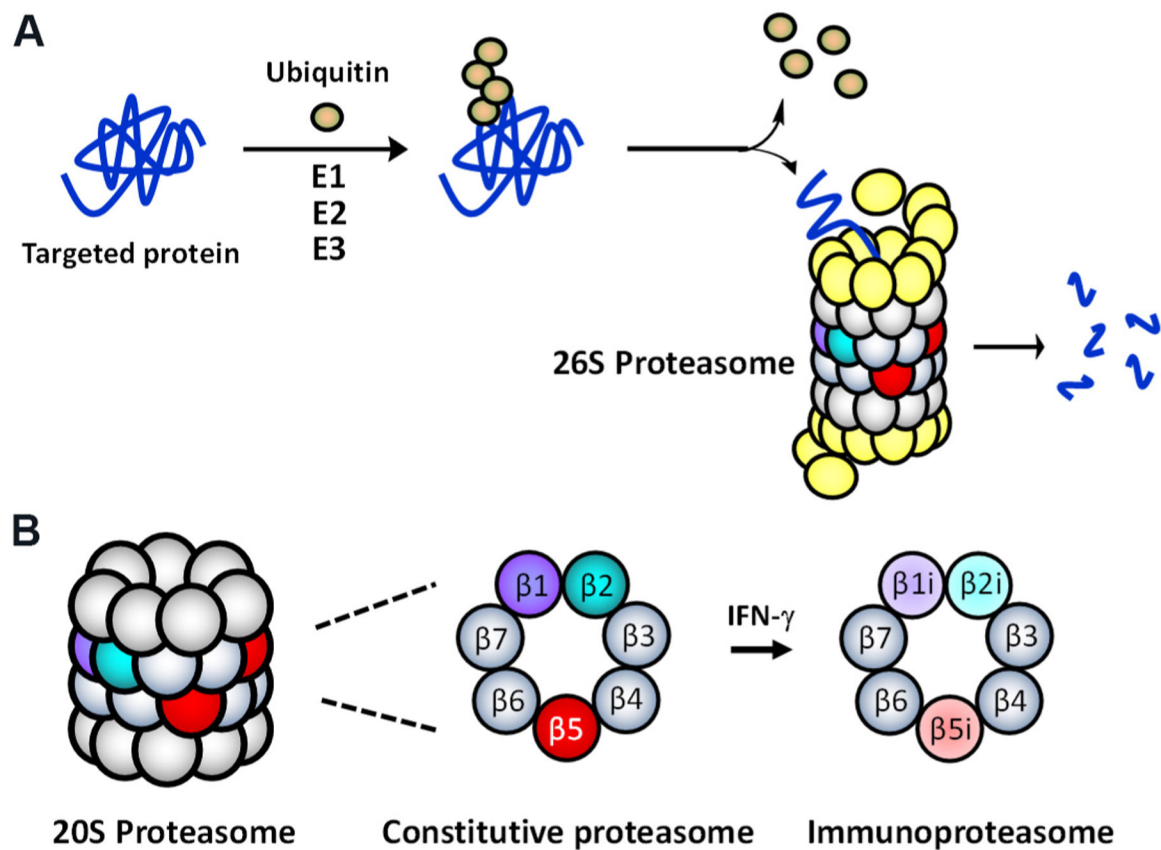 A
Ubiquitin
E1
E2
E3
Targeted protein
26S Proteasome
B
β1 β2
β7 β3
β6 β4
β5
IFN-γ
β1i β2i
β7 β3
β6 β4
β5i
20S Proteasome
Constitutive proteasome
Immunoproteasome